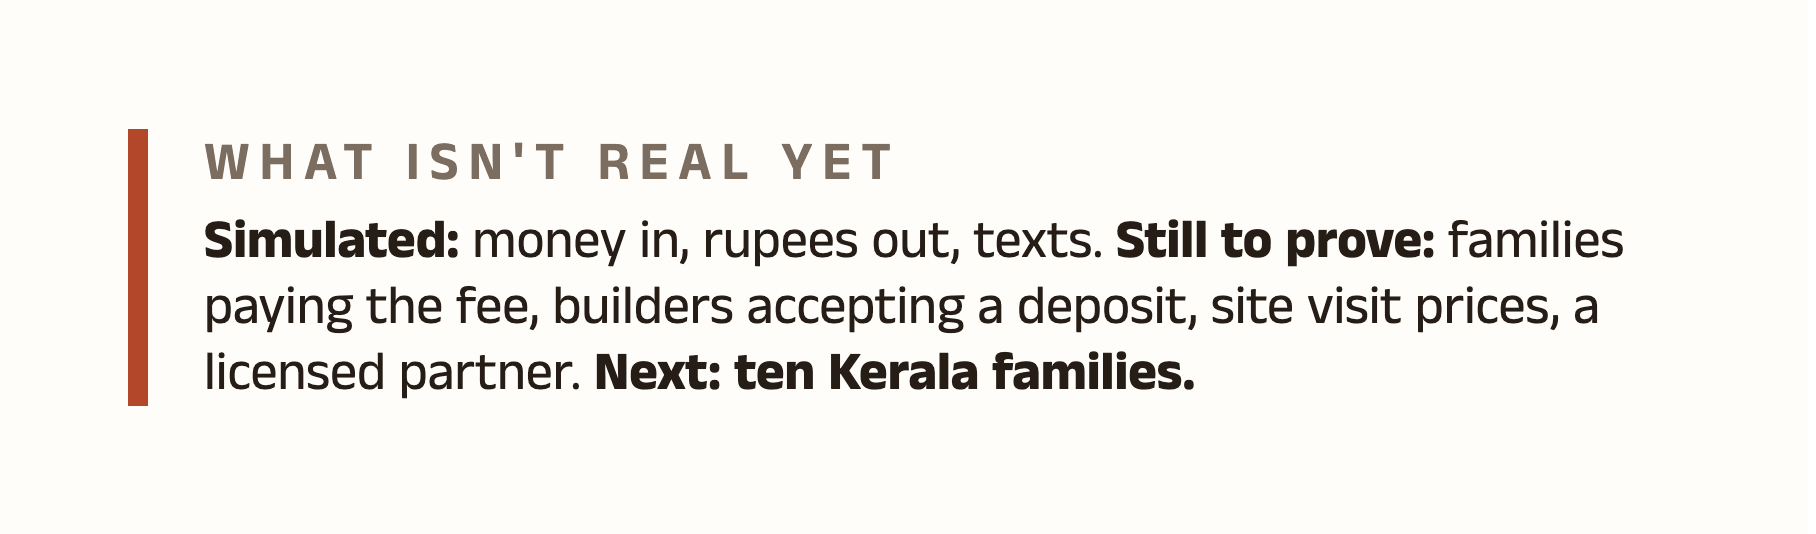 WHAT ISN'T REAL YET
Simulated: money in, rupees out, texts. Still to prove: families
paying the fee, builders accepting a deposit, site visit prices, a
licensed partner. Next: ten Kerala families.